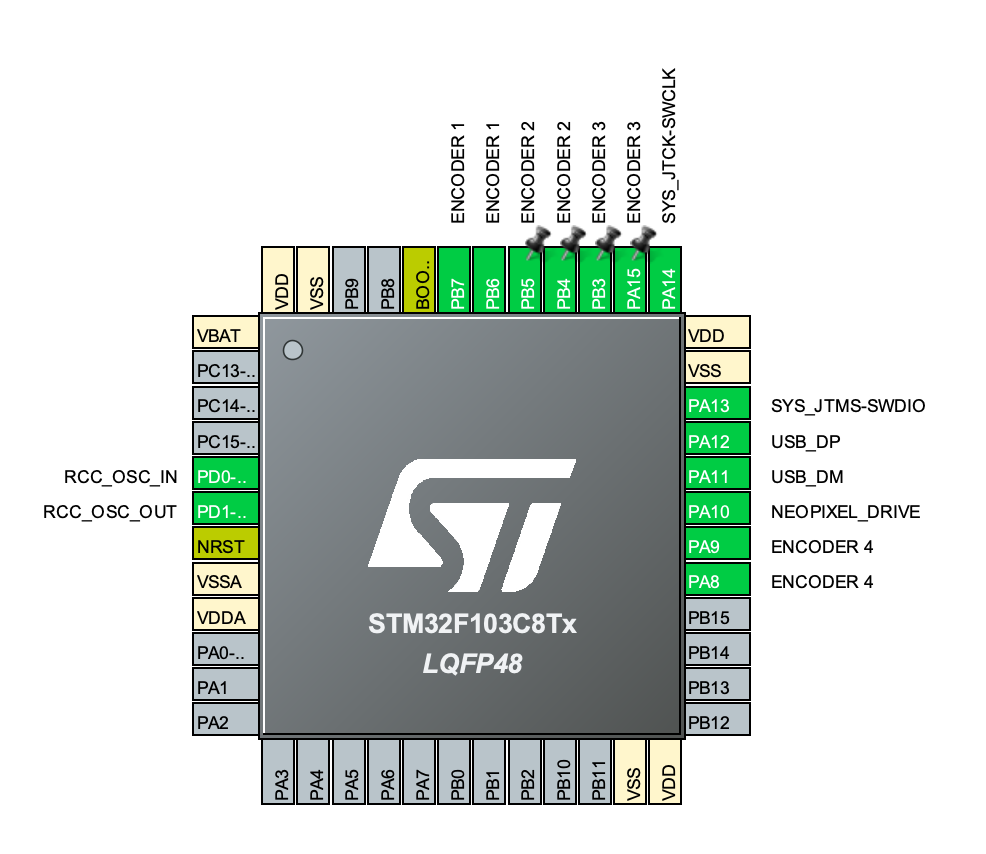 ENCODER 1
ENCODER 1
ENCODER 2
ENCODER 2
ENCODER 3
ENCODER 3
SYS_JTCK-SWCLK
VDD
VSS
PB9
PB8
BOO..
PB7
PB6
PB5
PB4
PB3
PA15
PA14
VBAT
PC13-..
PC14-..
PC15-..
RCC_OSC_IN PD0-..
RCC_OSC_OUT PD1-..
NRST
VSSA
VDDA
PA0-..
PA1
PA2
ST
STM32F103C8Tx
LQFP48
VDD
VSS
PA13 SYS_JTMS-SWDIO
PA12 USB_DP
PA11 USB_DM
PA10 NEOPIXEL_DRIVE
PA9 ENCODER 4
PA8 ENCODER 4
PB15
PB14
PB13
PB12
PA3
PA4
PA5
PA6
PA7
PB0
PB1
PB2
PB10
PB11
VSS
VDD